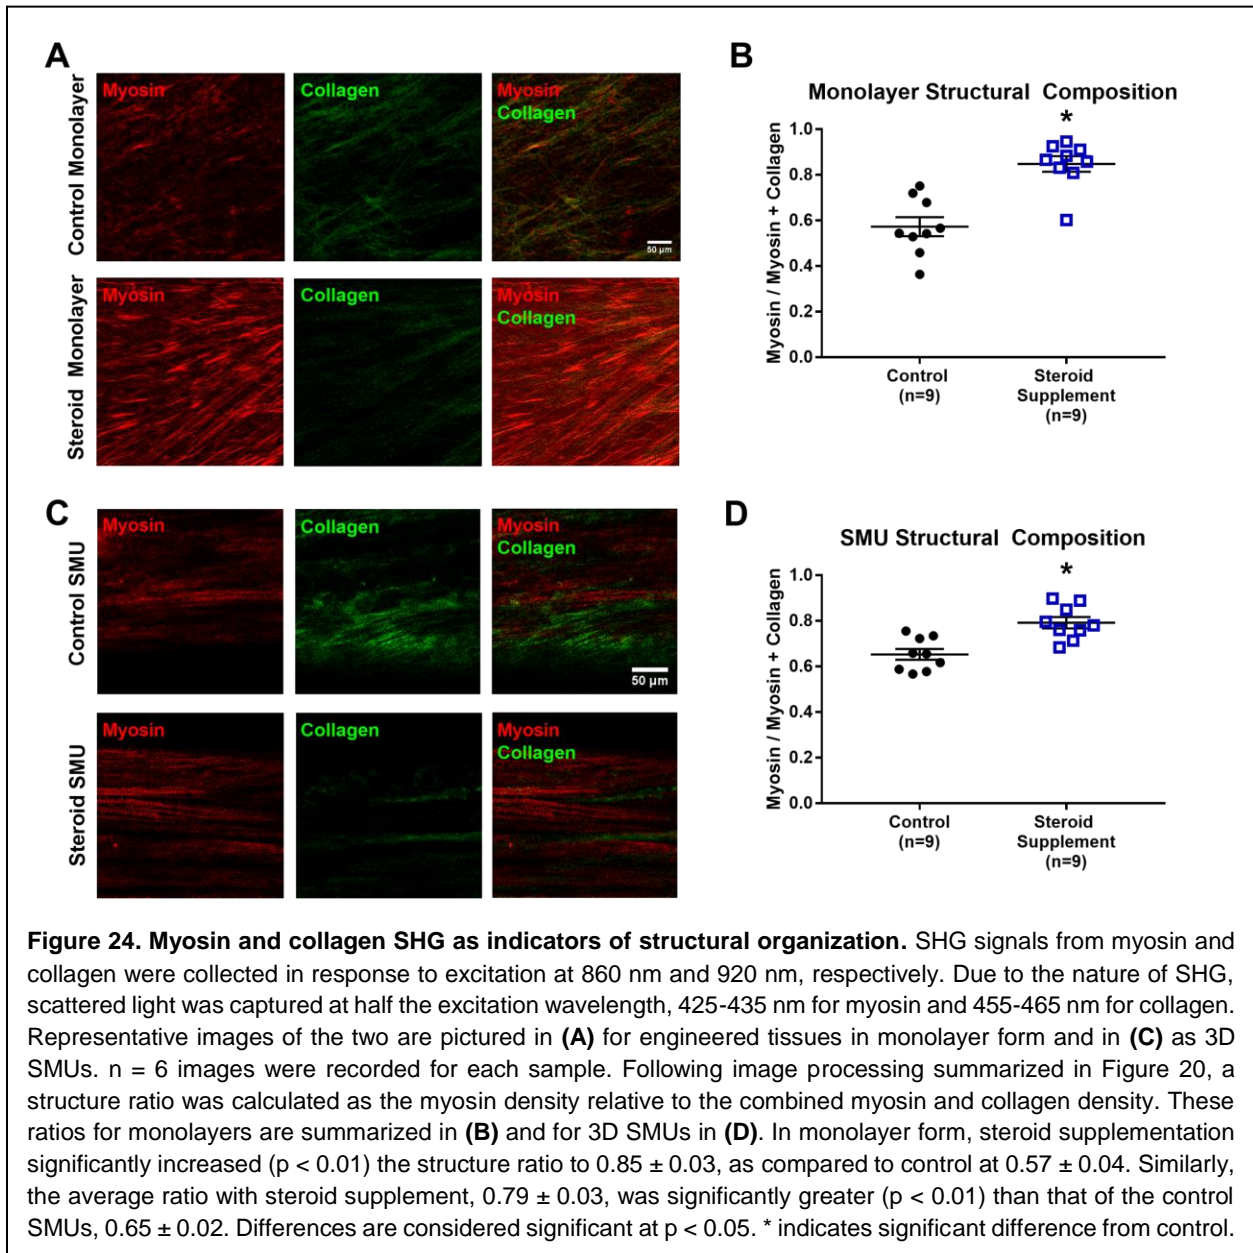 A
Control Monolayer
Myosin
Collagen
Myosin
Collagen
50 µm
Steroid Monolayer
Myosin
Collagen
Myosin
Collagen
B
Monolayer Structural Composition
*
Myosin / Myosin + Collagen
1.0
0.8
0.6
0.4
0.2
0.0
Control
(n=9)
Steroid
Supplement
(n=9)
C
Control SMU
Myosin
Collagen
Myosin
Collagen
50 µm
Steroid SMU
Myosin
Collagen
Myosin
Collagen
D
SMU Structural Composition
*
Myosin / Myosin + Collagen
1.0
0.8
0.6
0.4
0.2
0.0
Control
(n=9)
Steroid
Supplement
(n=9)
Figure 24. Myosin and collagen SHG as indicators of structural organization. SHG signals from myosin and
collagen were collected in response to excitation at 860 nm and 920 nm, respectively. Due to the nature of SHG,
scattered light was captured at half the excitation wavelength, 425-435 nm for myosin and 455-465 nm for collagen.
Representative images of the two are pictured in (A) for engineered tissues in monolayer form and in (C) as 3D
SMUs. n = 6 images were recorded for each sample. Following image processing summarized in Figure 20, a
structure ratio was calculated as the myosin density relative to the combined myosin and collagen density. These
ratios for monolayers are summarized in (B) and for 3D SMUs in (D). In monolayer form, steroid supplementation
significantly increased (p < 0.01) the structure ratio to 0.85 ± 0.03, as compared to control at 0.57 ± 0.04. Similarly,
the average ratio with steroid supplement, 0.79 ± 0.03, was significantly greater (p < 0.01) than that of the control
SMUs, 0.65 ± 0.02. Differences are considered significant at p < 0.05. * indicates significant difference from control.